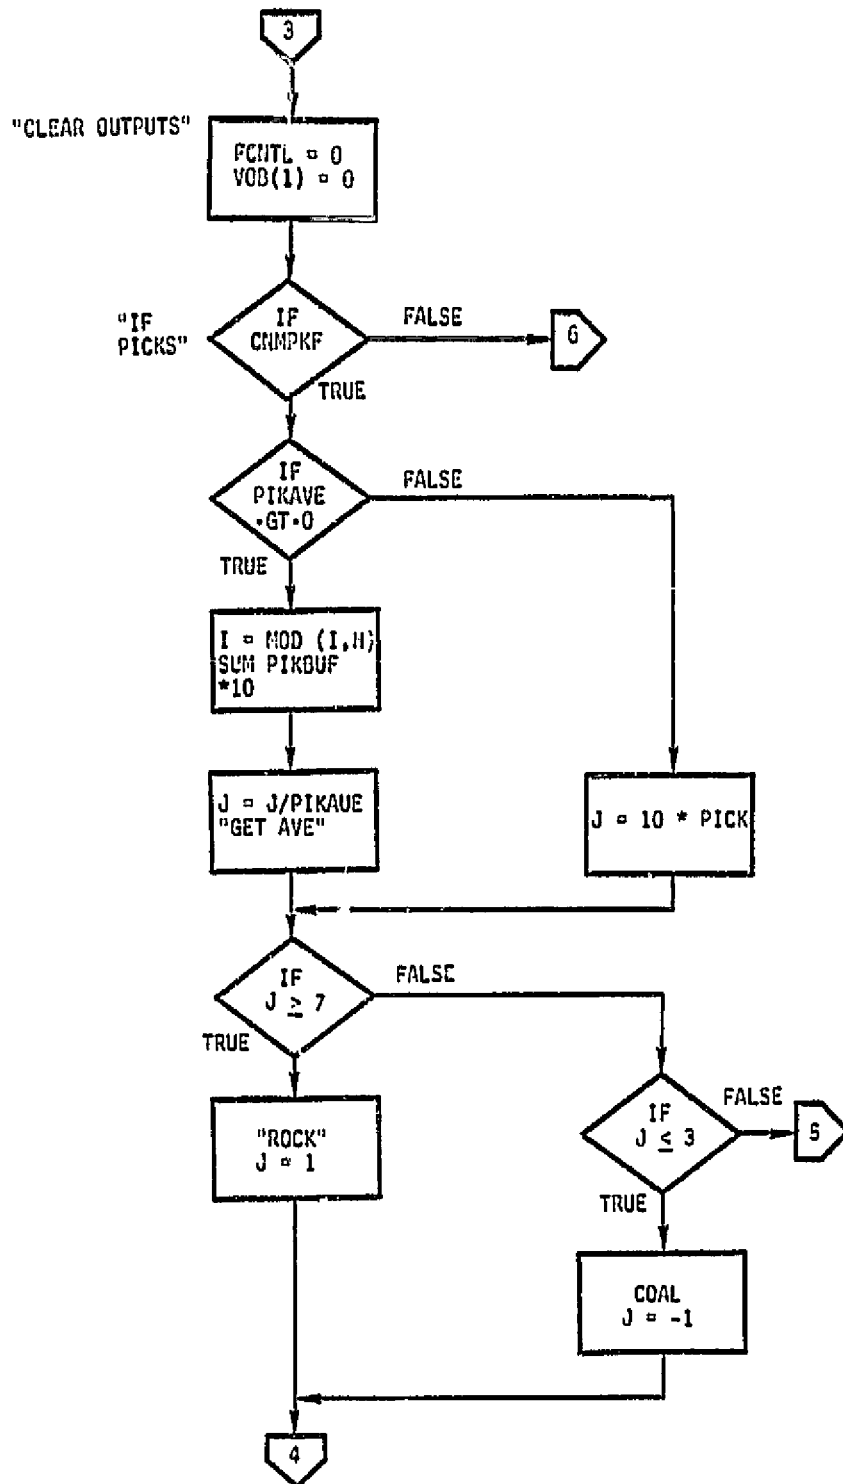 3
"CLEAR OUTPUTS"
FCNTL = 0
VOB(1) = 0
"IF
PICKS"
IF
CNMPKF
FALSE
6
TRUE
IF
PIKAVE
.GT.0
FALSE
TRUE
I = MOD (I,N)
SUM PIKBUF
*10
J = J/PIKAUE
"GET AVE"
J = 10 * PICK
IF
J ≥ 7
FALSE
TRUE
"ROCK"
J = 1
IF
J ≤ 3
FALSE
5
TRUE
COAL
J = -1
4